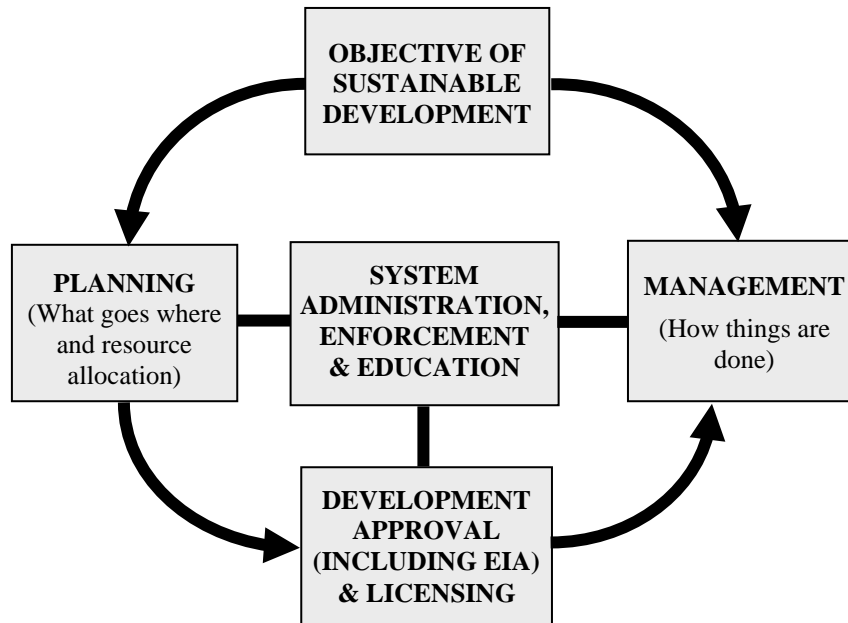 OBJECTIVE OF
SUSTAINABLE
DEVELOPMENT
PLANNING
(What goes where
and resource
allocation)
SYSTEM
ADMINISTRATION,
ENFORCEMENT
& EDUCATION
MANAGEMENT
(How things are
done)
DEVELOPMENT
APPROVAL
(INCLUDING EIA)
& LICENSING